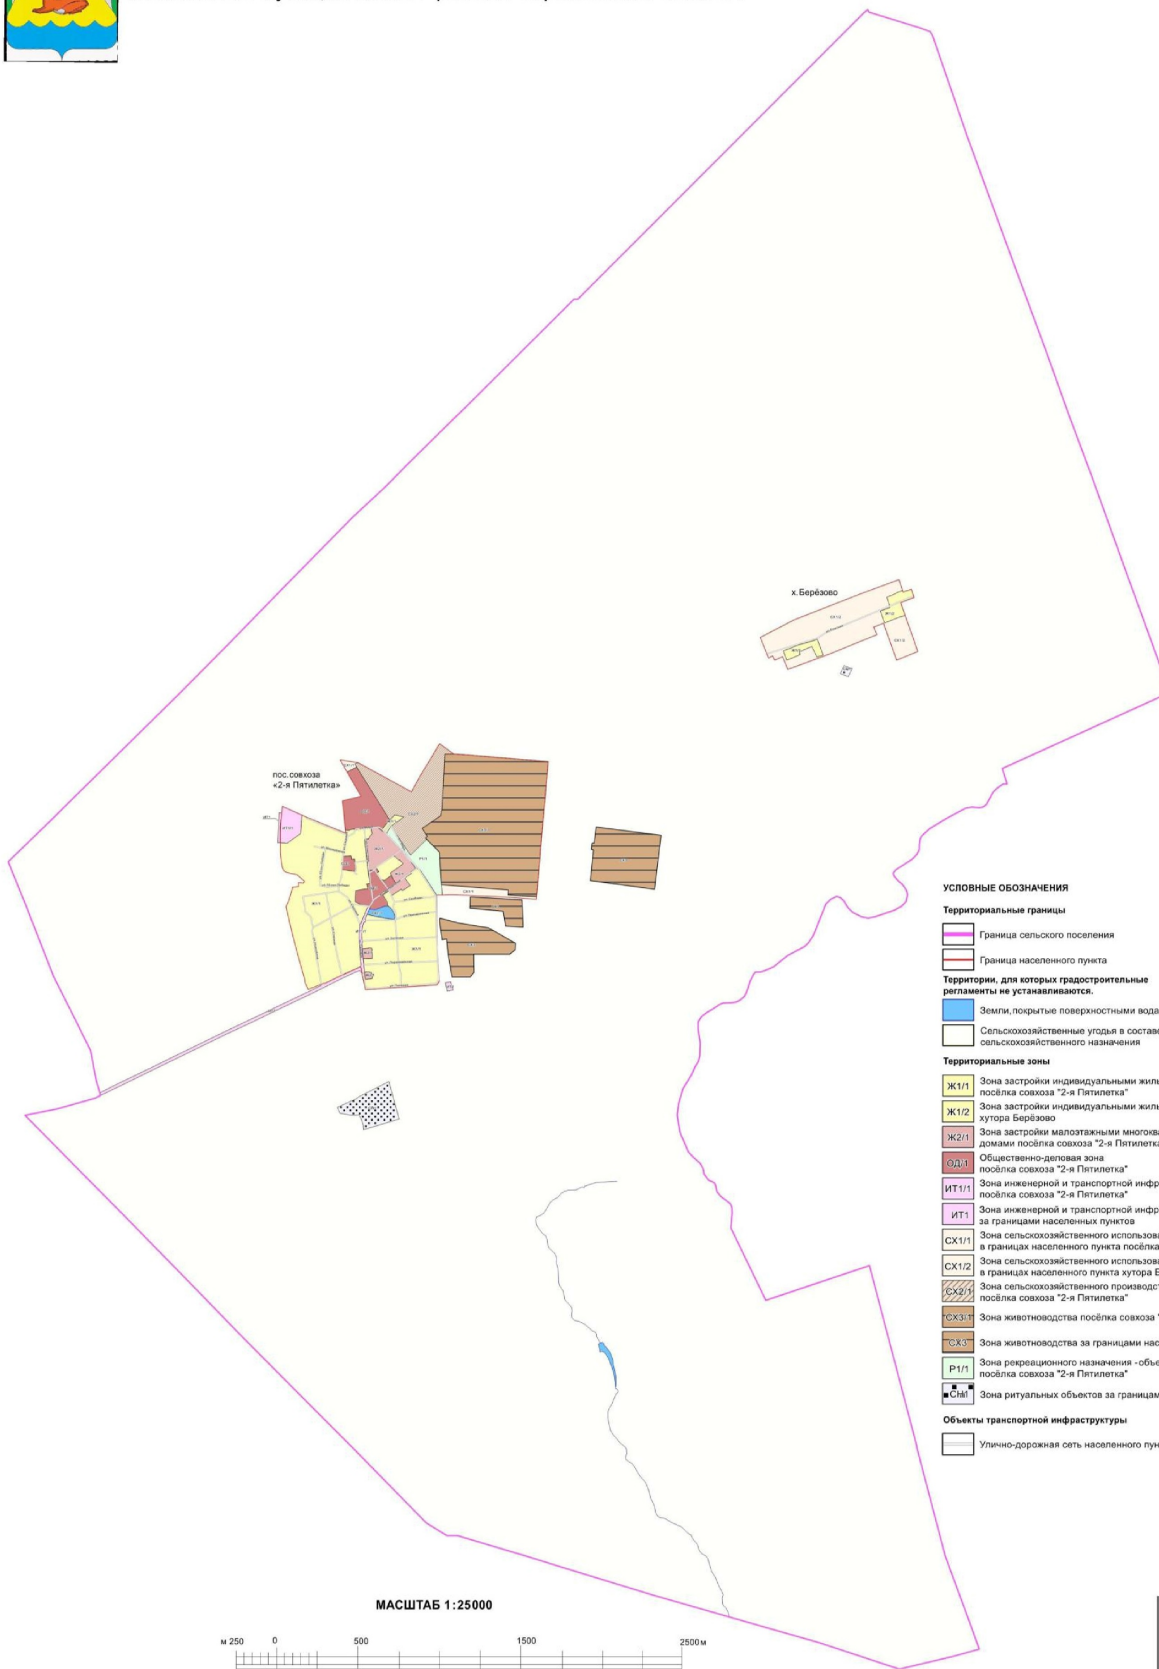 х. Берёзово
пос. совхоза
«2-я Пятилетка»
УСЛОВНЫЕ ОБОЗНАЧЕНИЯ
Территориальные границы
Граница сельского поселения
Граница населенного пункта
Территории, для которых градостроительные
регламенты не устанавливаются.
Земли, покрытые поверхностными вода
Сельскохозяйственные угодья в составе
сельскохозяйственного назначения
Территориальные зоны
Ж1/1 Зона застройки индивидуальными жиль
посёлка совхоза "2-я Пятилетка"
Ж1/2 Зона застройки индивидуальными жиль
хутора Берёзово
Ж2/1 Зона застройки малоэтажными многоква
домами посёлка совхоза "2-я Пятилетка
ОД/1 Общественно-деловая зона
посёлка совхоза "2-я Пятилетка"
ИТ1/1 Зона инженерной и транспортной инфр
посёлка совхоза "2-я Пятилетка"
ИТ1 Зона инженерной и транспортной инфр
за границами населенных пунктов
СХ1/1 Зона сельскохозяйственного использова
в границах населенного пункта посёлка
СХ1/2 Зона сельскохозяйственного использова
в границах населенного пункта хутора Б
СХ2/1 Зона сельскохозяйственного производст
посёлка совхоза "2-я Пятилетка"
СХ3/1 Зона животноводства посёлка совхоза "
СХ3 Зона животноводства за границами нас
Р1/1 Зона рекреационного назначения - объе
посёлка совхоза "2-я Пятилетка"
Зона ритуальных объектов за границам
Объекты транспортной инфраструктуры
Улично-дорожная сеть населенного пун
МАСШТАБ 1:25000
м 250 0 500 1500 2500 м